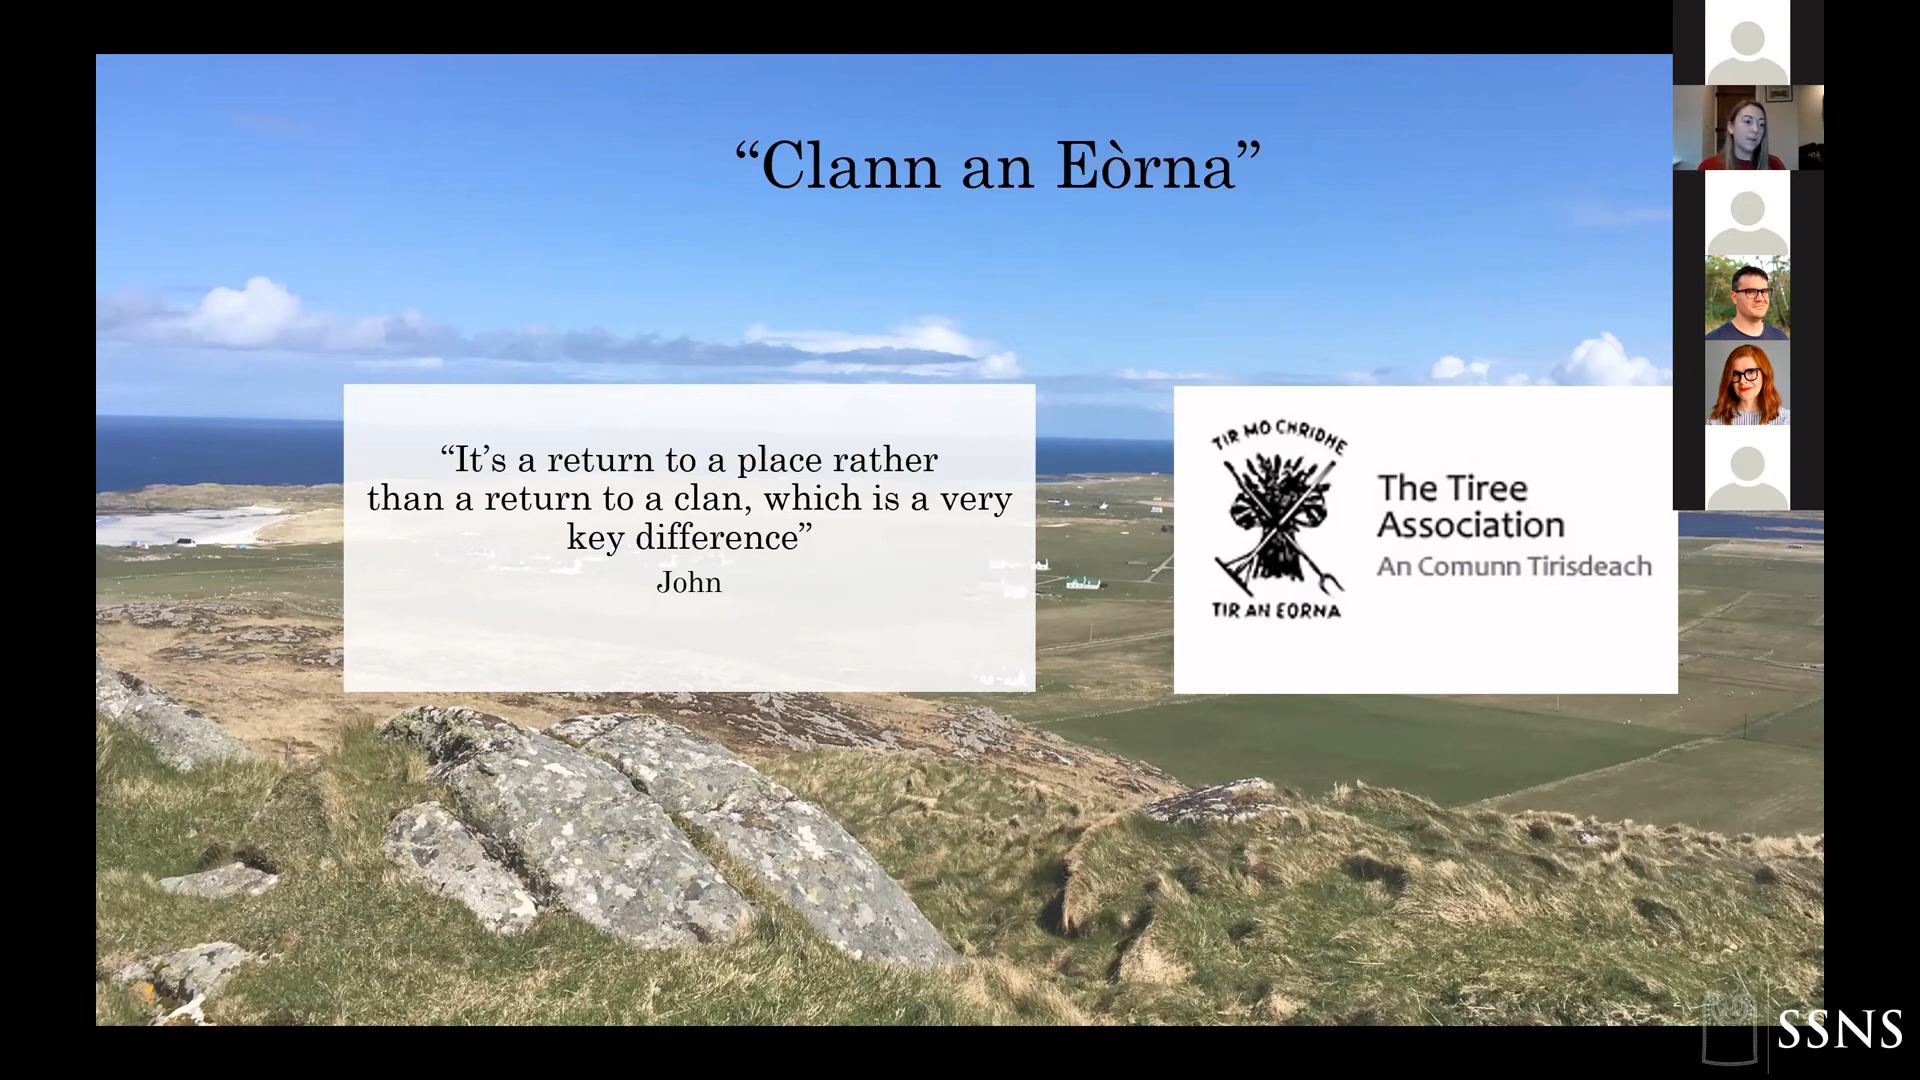 “Clann an Eòrna”
“It’s a return to a place rather
than a return to a clan, which is a very
key difference”
John
TIR MO CHRIDHE
TIR AN EORNA
The Tiree
Association
An Comunn Tirisdeach
SSNS